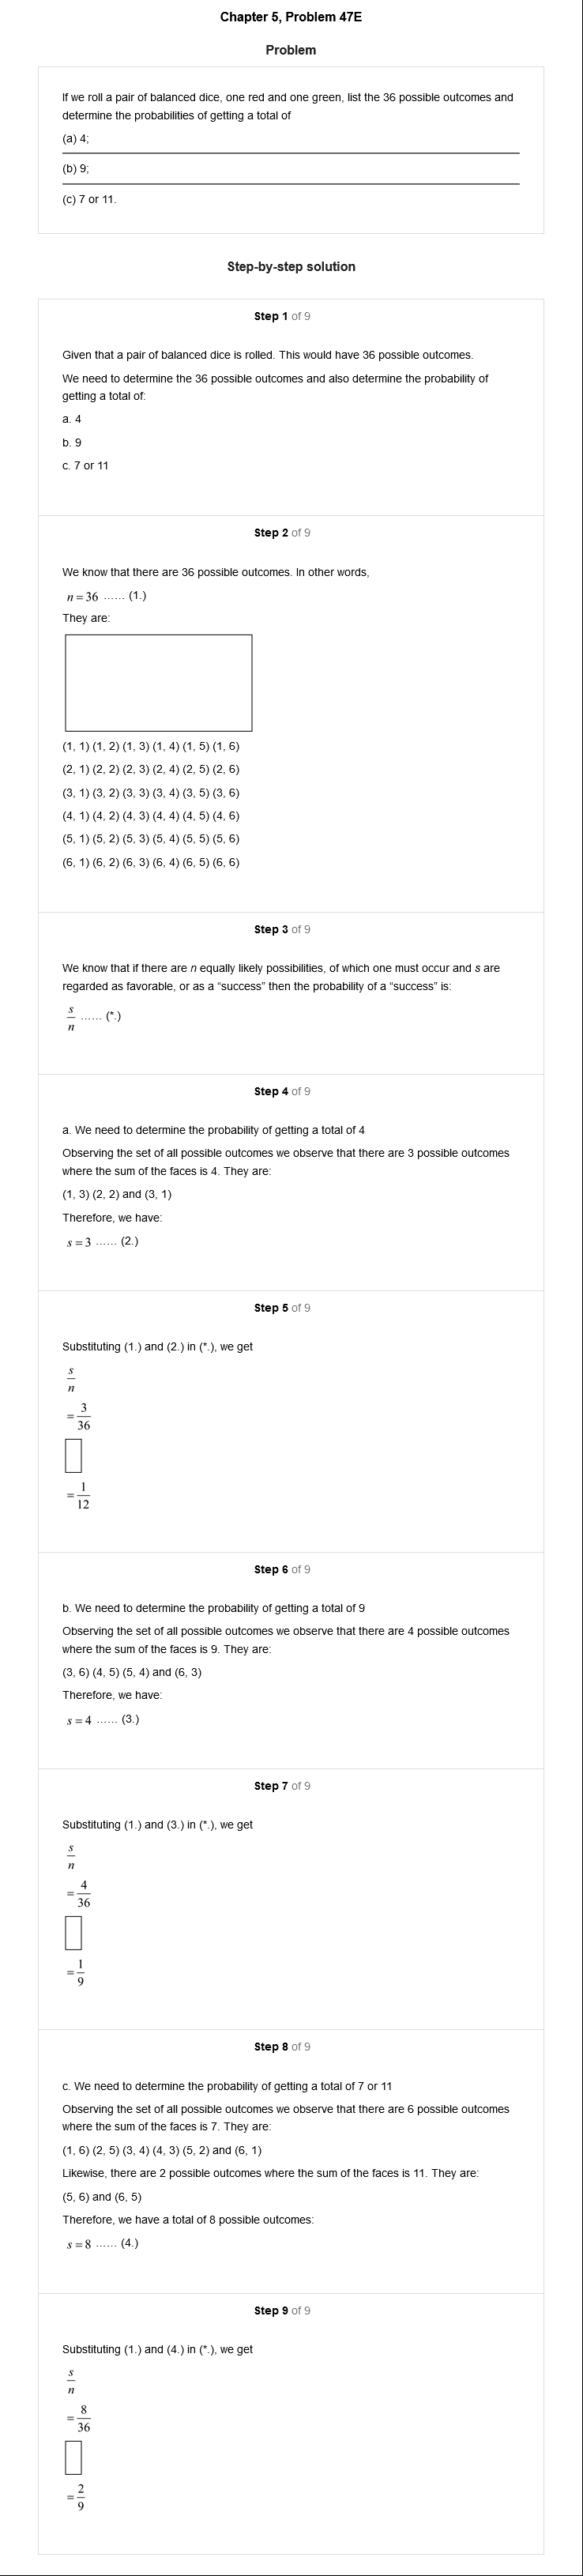 Chapter 5, Problem 47E
Problem
If we roll a pair of balanced dice, one red and one green, list the 36 possible outcomes and
determine the probabilities of getting a total of
(a) 4;
(b) 9;
(c) 7 or 11.
Step-by-step solution
Step 1 of 9
Given that a pair of balanced dice is rolled. This would have 36 possible outcomes.
We need to determine the 36 possible outcomes and also determine the probability of
getting a total of:
a. 4
b. 9
c. 7 or 11
Step 2 of 9
We know that there are 36 possible outcomes. In other words,
n = 36 ...... (1.)
They are:
(1, 1) (1, 2) (1, 3) (1, 4) (1, 5) (1, 6)
(2, 1) (2, 2) (2, 3) (2, 4) (2, 5) (2, 6)
(3, 1) (3, 2) (3, 3) (3, 4) (3, 5) (3, 6)
(4, 1) (4, 2) (4, 3) (4, 4) (4, 5) (4, 6)
(5, 1) (5, 2) (5, 3) (5, 4) (5, 5) (5, 6)
(6, 1) (6, 2) (6, 3) (6, 4) (6, 5) (6, 6)
Step 3 of 9
We know that if there are n equally likely possibilities, of which one must occur and s are
regarded as favorable, or as a “success” then the probability of a “success” is:
s/n ...... (*.)
Step 4 of 9
a. We need to determine the probability of getting a total of 4
Observing the set of all possible outcomes we observe that there are 3 possible outcomes
where the sum of the faces is 4. They are:
(1, 3) (2, 2) and (3, 1)
Therefore, we have:
s = 3 ...... (2.)
Step 5 of 9
Substituting (1.) and (2.) in (*.), we get
s/n
= 3/36
= 1/12
Step 6 of 9
b. We need to determine the probability of getting a total of 9
Observing the set of all possible outcomes we observe that there are 4 possible outcomes
where the sum of the faces is 9. They are:
(3, 6) (4, 5) (5, 4) and (6, 3)
Therefore, we have:
s = 4 ...... (3.)
Step 7 of 9
Substituting (1.) and (3.) in (*.), we get
s/n
= 4/36
= 1/9
Step 8 of 9
c. We need to determine the probability of getting a total of 7 or 11
Observing the set of all possible outcomes we observe that there are 6 possible outcomes
where the sum of the faces is 7. They are:
(1, 6) (2, 5) (3, 4) (4, 3) (5, 2) and (6, 1)
Likewise, there are 2 possible outcomes where the sum of the faces is 11. They are:
(5, 6) and (6, 5)
Therefore, we have a total of 8 possible outcomes:
s = 8 ...... (4.)
Step 9 of 9
Substituting (1.) and (4.) in (*.), we get
s/n
= 8/36
= 2/9